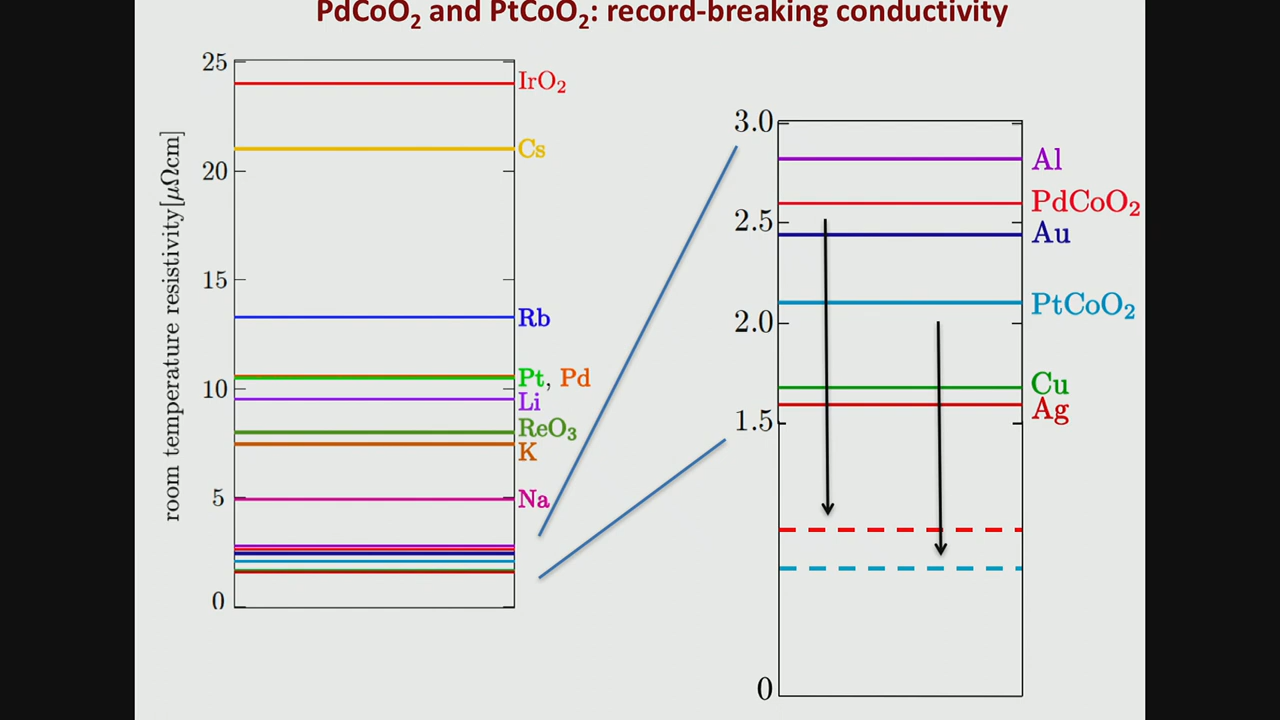 PdCoO₂ and PtCoO₂: record-breaking conductivity
room temperature resistivity[μΩcm]
25
20
15
10
5
0
IrO₂
Cs
Rb
Pt, Pd
Li
ReO₃
K
Na
3.0
2.5
2.0
1.5
0
Al
PdCoO₂
Au
PtCoO₂
Cu
Ag